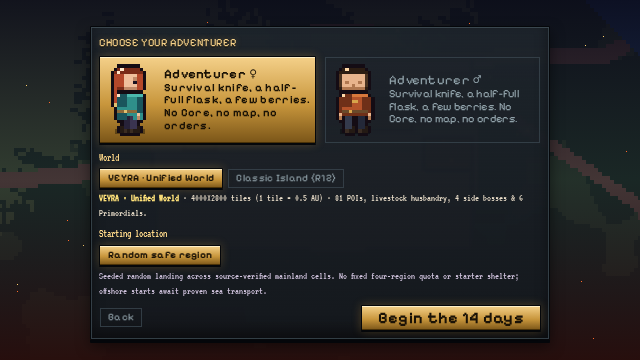 CHOOSE YOUR ADVENTURER
Adventurer ♀
Survival knife, a half-
full flask, a few berries.
No Core, no map, no
orders.
Adventurer ♂
Survival knife, a half-full
flask, a few berries. No
Core, no map, no orders.
World
VEYRA · Unified World
Classic Island (R18)
VEYRA · Unified World · tiles (1 tile = 0.5 AU) · 81 POIs, livestock husbandry, 4 side bosses & 6
Primordials.
Starting location
Random safe region
Seeded random landing across source-verified mainland cells. No fixed four-region quota or starter shelter;
offshore starts await proven sea transport.
Back
Begin the 14 days